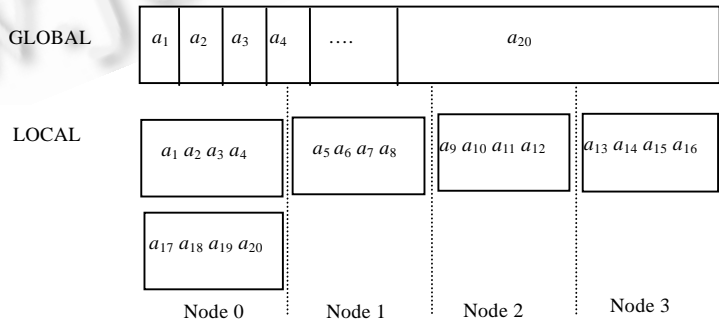 GLOBAL a₁ a₂ a₃ a₄ .... a₂₀
LOCAL a₁ a₂ a₃ a₄ a₅ a₆ a₇ a₈ a₉ a₁₀ a₁₁ a₁₂ a₁₃ a₁₄ a₁₅ a₁₆
a₁₇ a₁₈ a₁₉ a₂₀
Node 0 Node 1 Node 2 Node 3